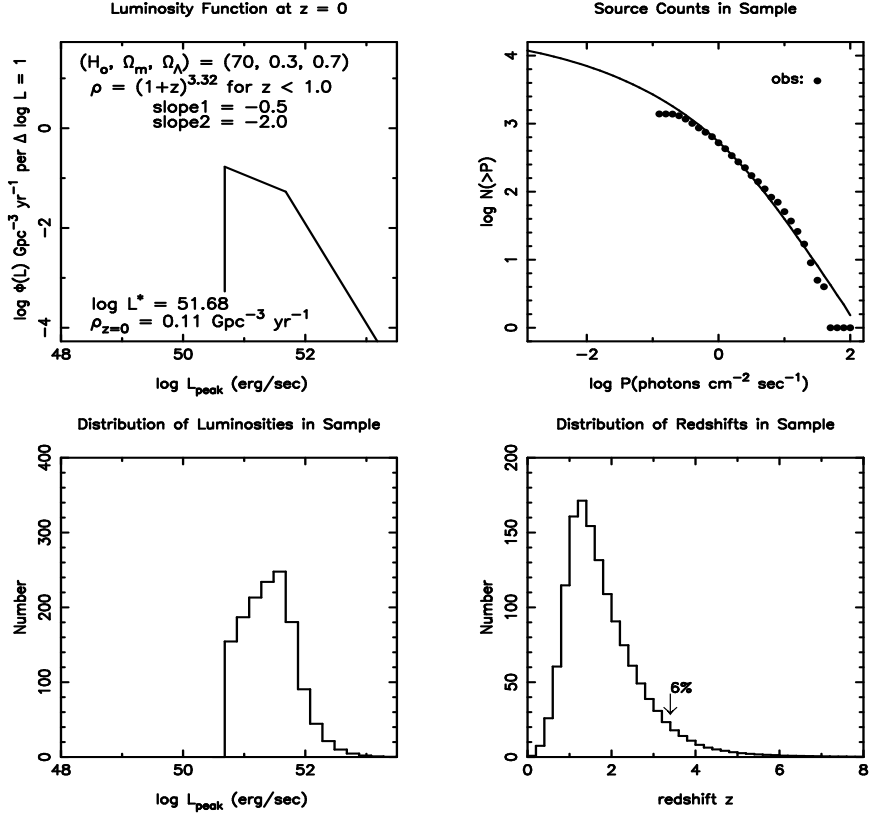 Luminosity Function at z = 0
(H₀, Ωₘ, Ω_Λ) = (70, 0.3, 0.7)
ρ = (1+z)³·³² for z < 1.0
slope1 = −0.5
slope2 = −2.0
log L* = 51.68
ρ_z=0 = 0.11 Gpc⁻³ yr⁻¹
log ϕ(L) Gpc⁻³ yr⁻¹ per Δ log L = 1
0
−2
−4
48
50
52
log L_peak (erg/sec)
Source Counts in Sample
obs:
log N(>P)
4
3
2
1
0
−2
0
2
log P(photons cm⁻² sec⁻¹)
Distribution of Luminosities in Sample
Number
400
300
200
100
0
48
50
52
log L_peak (erg/sec)
Distribution of Redshifts in Sample
6%
Number
200
150
100
50
0
0
2
4
6
8
redshift z